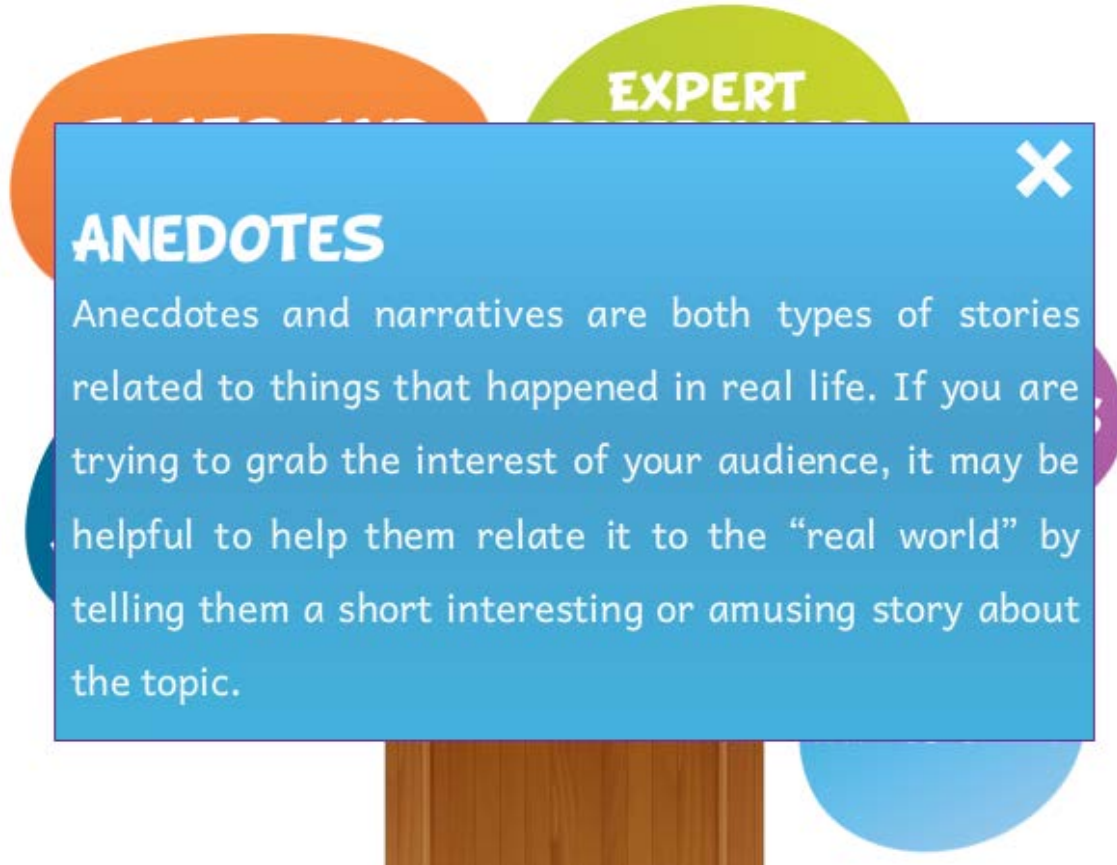 EXPERT
ANEDOTES
Anecdotes and narratives are both types of stories
related to things that happened in real life. If you are
trying to grab the interest of your audience, it may be
helpful to help them relate it to the “real world” by
telling them a short interesting or amusing story about
the topic.